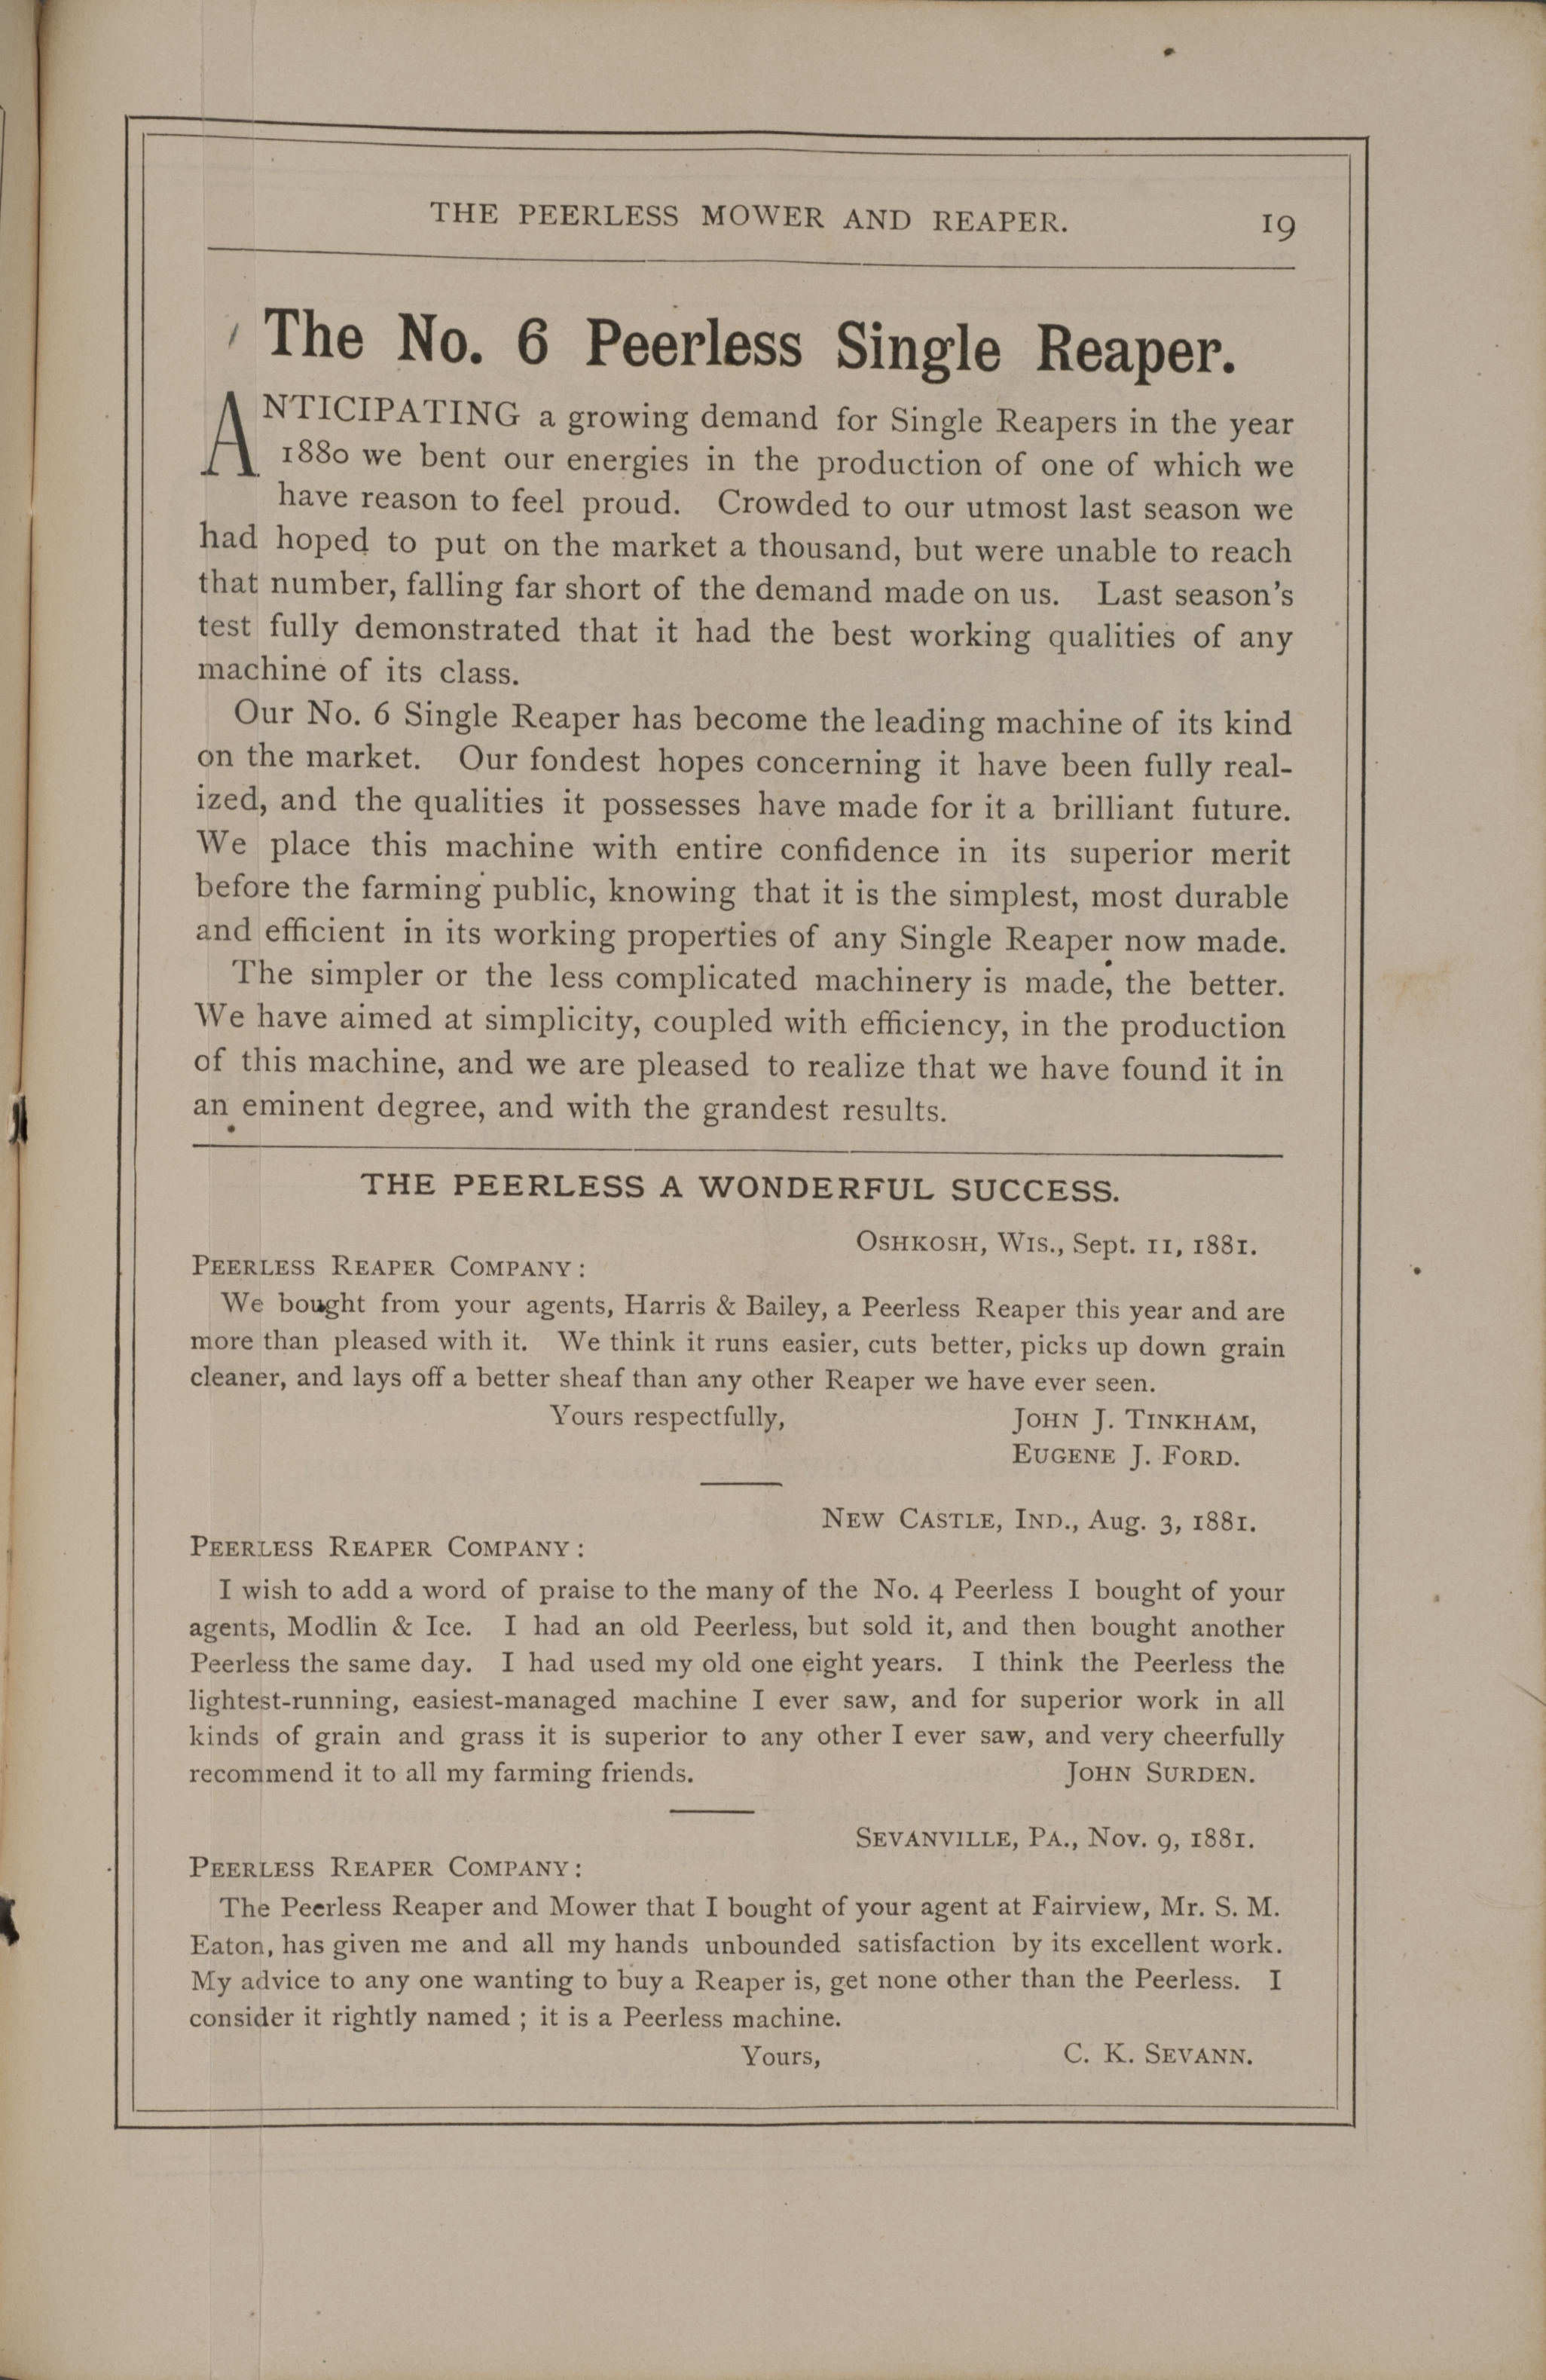 THE PEERLESS MOWER AND REAPER. 19
The No. 6 Peerless Single Reaper.
ANTICIPATING a growing demand for Single Reapers in the year
1880 we bent our energies in the production of one of which we
have reason to feel proud. Crowded to our utmost last season we
had hoped to put on the market a thousand, but were unable to reach
that number, falling far short of the demand made on us. Last season's
test fully demonstrated that it had the best working qualities of any
machine of its class.
Our No. 6 Single Reaper has become the leading machine of its kind
on the market. Our fondest hopes concerning it have been fully real-
ized, and the qualities it possesses have made for it a brilliant future.
We place this machine with entire confidence in its superior merit
before the farming public, knowing that it is the simplest, most durable
and efficient in its working properties of any Single Reaper now made.
The simpler or the less complicated machinery is made, the better.
We have aimed at simplicity, coupled with efficiency, in the production
of this machine, and we are pleased to realize that we have found it in
an eminent degree, and with the grandest results.
THE PEERLESS A WONDERFUL SUCCESS.
OSHKOSH, WIS., Sept. 11, 1881.
PEERLESS REAPER COMPANY:
We bought from your agents, Harris & Bailey, a Peerless Reaper this year and are
more than pleased with it. We think it runs easier, cuts better, picks up down grain
cleaner, and lays off a better sheaf than any other Reaper we have ever seen.
Yours respectfully, JOHN J. TINKHAM,
EUGENE J. FORD.
NEW CASTLE, IND., Aug. 3, 1881.
PEERLESS REAPER COMPANY:
I wish to add a word of praise to the many of the No. 4 Peerless I bought of your
agents, Modlin & Ice. I had an old Peerless, but sold it, and then bought another
Peerless the same day. I had used my old one eight years. I think the Peerless the
lightest-running, easiest-managed machine I ever saw, and for superior work in all
kinds of grain and grass it is superior to any other I ever saw, and very cheerfully
recommend it to all my farming friends. JOHN SURDEN.
SEVANVILLE, PA., Nov. 9, 1881.
PEERLESS REAPER COMPANY:
The Peerless Reaper and Mower that I bought of your agent at Fairview, Mr. S. M.
Eaton, has given me and all my hands unbounded satisfaction by its excellent work.
My advice to any one wanting to buy a Reaper is, get none other than the Peerless. I
consider it rightly named ; it is a Peerless machine.
Yours, C. K. SEVANN.